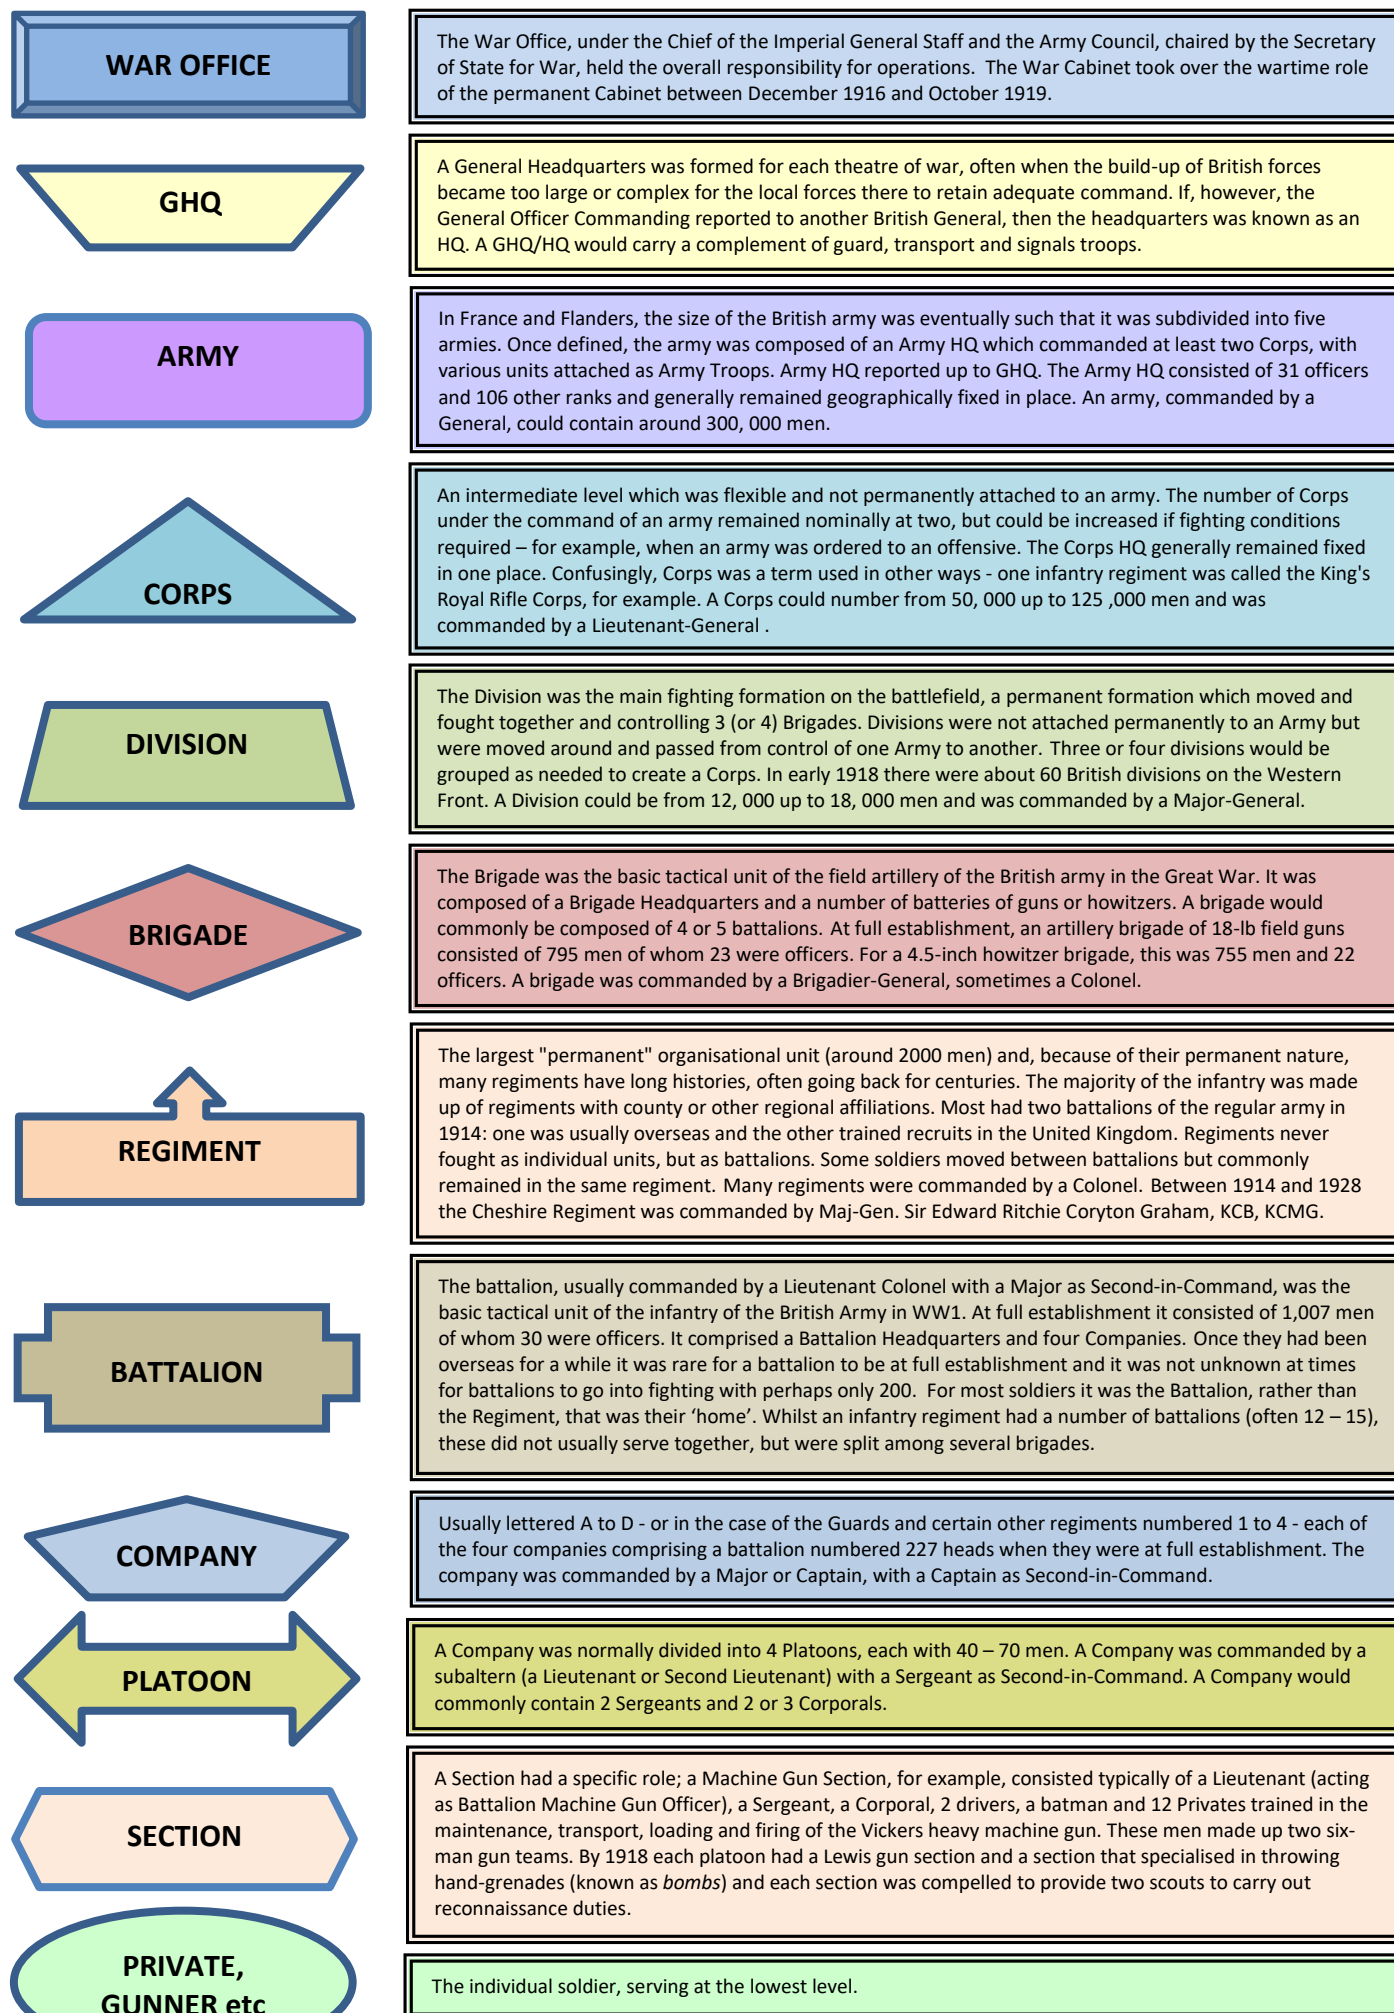 WAR OFFICE
The War Office, under the Chief of the Imperial General Staff and the Army Council, chaired by the Secretary
of State for War, held the overall responsibility for operations. The War Cabinet took over the wartime role
of the permanent Cabinet between December 1916 and October 1919.
GHQ
A General Headquarters was formed for each theatre of war, often when the build-up of British forces
became too large or complex for the local forces there to retain adequate command. If, however, the
General Officer Commanding reported to another British General, then the headquarters was known as an
HQ. A GHQ/HQ would carry a complement of guard, transport and signals troops.
ARMY
In France and Flanders, the size of the British army was eventually such that it was subdivided into five
armies. Once defined, the army was composed of an Army HQ which commanded at least two Corps, with
various units attached as Army Troops. Army HQ reported up to GHQ. The Army HQ consisted of 31 officers
and 106 other ranks and generally remained geographically fixed in place. An army, commanded by a
General, could contain around 300, 000 men.
CORPS
An intermediate level which was flexible and not permanently attached to an army. The number of Corps
under the command of an army remained nominally at two, but could be increased if fighting conditions
required – for example, when an army was ordered to an offensive. The Corps HQ generally remained fixed
in one place. Confusingly, Corps was a term used in other ways - one infantry regiment was called the King's
Royal Rifle Corps, for example. A Corps could number from 50, 000 up to 125 ,000 men and was
commanded by a Lieutenant-General .
DIVISION
The Division was the main fighting formation on the battlefield, a permanent formation which moved and
fought together and controlling 3 (or 4) Brigades. Divisions were not attached permanently to an Army but
were moved around and passed from control of one Army to another. Three or four divisions would be
grouped as needed to create a Corps. In early 1918 there were about 60 British divisions on the Western
Front. A Division could be from 12, 000 up to 18, 000 men and was commanded by a Major-General.
BRIGADE
The Brigade was the basic tactical unit of the field artillery of the British army in the Great War. It was
composed of a Brigade Headquarters and a number of batteries of guns or howitzers. A brigade would
commonly be composed of 4 or 5 battalions. At full establishment, an artillery brigade of 18-lb field guns
consisted of 795 men of whom 23 were officers. For a 4.5-inch howitzer brigade, this was 755 men and 22
officers. A brigade was commanded by a Brigadier-General, sometimes a Colonel.
REGIMENT
The largest "permanent" organisational unit (around 2000 men) and, because of their permanent nature,
many regiments have long histories, often going back for centuries. The majority of the infantry was made
up of regiments with county or other regional affiliations. Most had two battalions of the regular army in
1914: one was usually overseas and the other trained recruits in the United Kingdom. Regiments never
fought as individual units, but as battalions. Some soldiers moved between battalions but commonly
remained in the same regiment. Many regiments were commanded by a Colonel. Between 1914 and 1928
the Cheshire Regiment was commanded by Maj-Gen. Sir Edward Ritchie Coryton Graham, KCB, KCMG.
BATTALION
The battalion, usually commanded by a Lieutenant Colonel with a Major as Second-in-Command, was the
basic tactical unit of the infantry of the British Army in WW1. At full establishment it consisted of 1,007 men
of whom 30 were officers. It comprised a Battalion Headquarters and four Companies. Once they had been
overseas for a while it was rare for a battalion to be at full establishment and it was not unknown at times
for battalions to go into fighting with perhaps only 200. For most soldiers it was the Battalion, rather than
the Regiment, that was their ‘home’. Whilst an infantry regiment had a number of battalions (often 12 – 15),
these did not usually serve together, but were split among several brigades.
COMPANY
Usually lettered A to D - or in the case of the Guards and certain other regiments numbered 1 to 4 - each of
the four companies comprising a battalion numbered 227 heads when they were at full establishment. The
company was commanded by a Major or Captain, with a Captain as Second-in-Command.
PLATOON
A Company was normally divided into 4 Platoons, each with 40 – 70 men. A Company was commanded by a
subaltern (a Lieutenant or Second Lieutenant) with a Sergeant as Second-in-Command. A Company would
commonly contain 2 Sergeants and 2 or 3 Corporals.
SECTION
A Section had a specific role; a Machine Gun Section, for example, consisted typically of a Lieutenant (acting
as Battalion Machine Gun Officer), a Sergeant, a Corporal, 2 drivers, a batman and 12 Privates trained in the
maintenance, transport, loading and firing of the Vickers heavy machine gun. These men made up two six-
man gun teams. By 1918 each platoon had a Lewis gun section and a section that specialised in throwing
hand-grenades (known as bombs) and each section was compelled to provide two scouts to carry out
reconnaissance duties.
PRIVATE,
GUNNER etc
The individual soldier, serving at the lowest level.